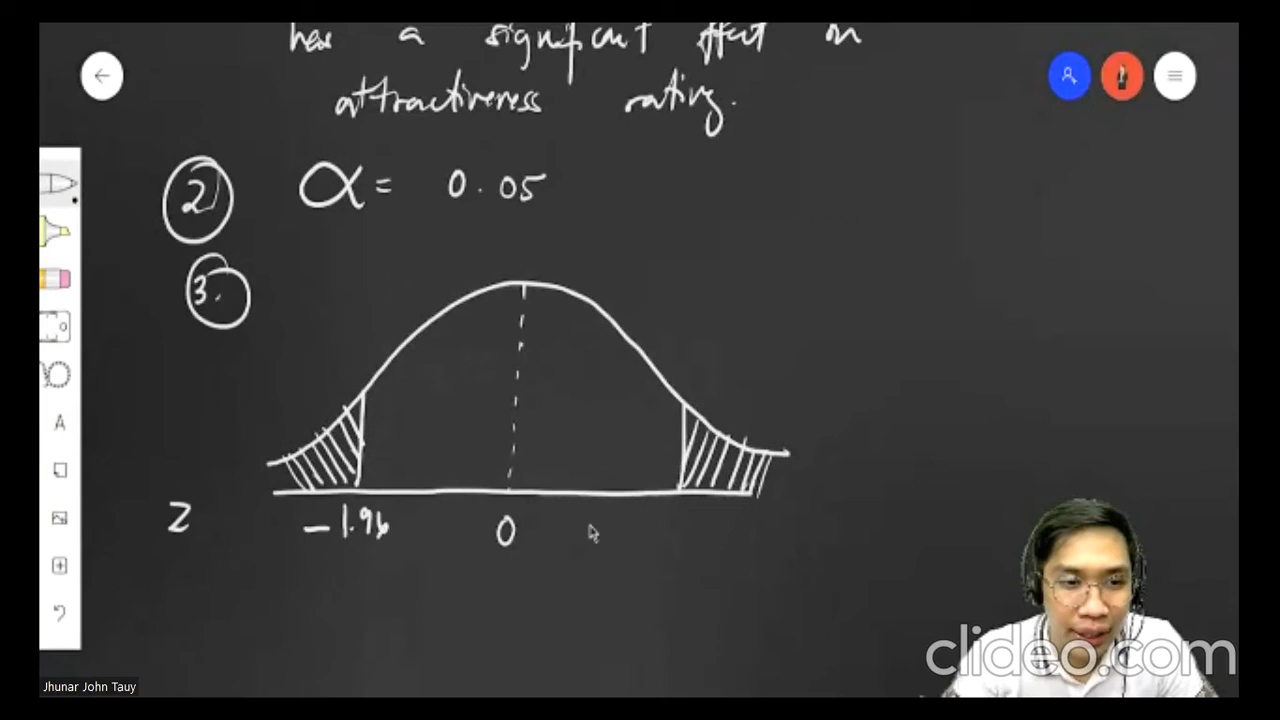 has a significant effect on
attractiveness rating.
2 α = 0.05
3.
Z -1.96 0
A
clideo.com
Jhunar John Tauy